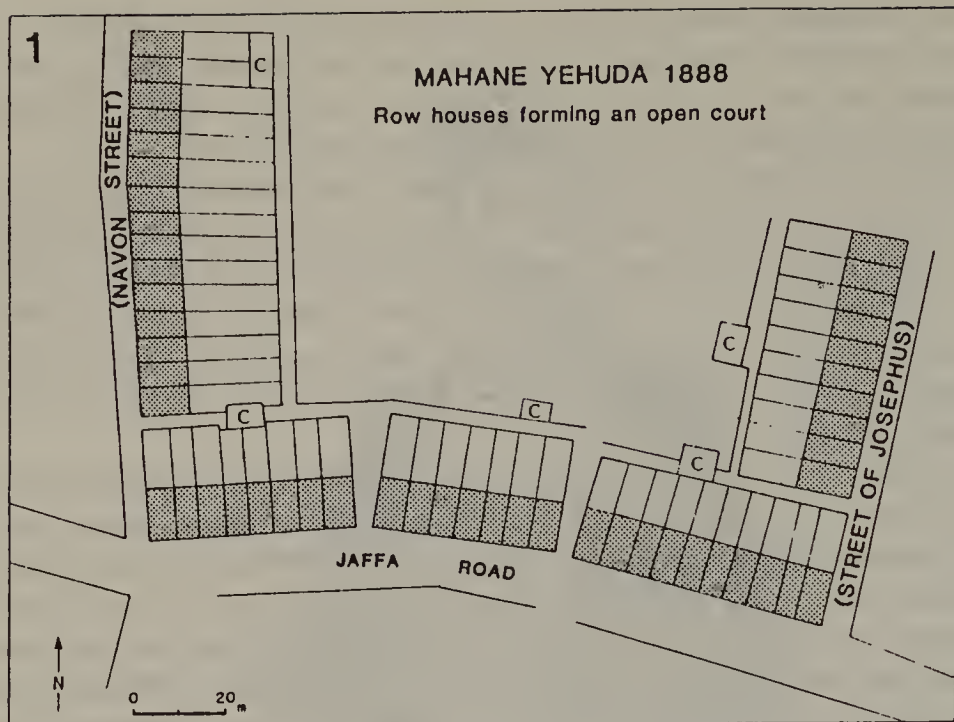 1
MAHANE YEHUDA 1888
Row houses forming an open court
C
(NAVON STREET)
C
C
C
C
(STREET OF JOSEPHUS)
JAFFA ROAD
N
0 20 m